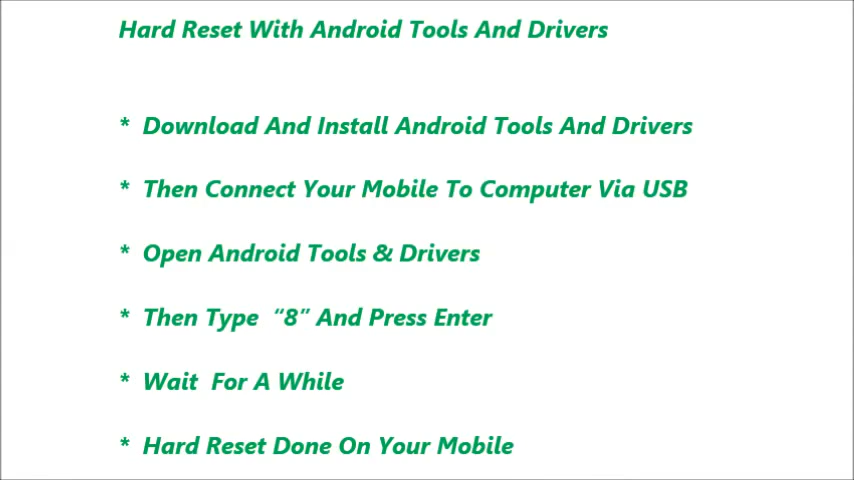 Hard Reset With Android Tools And Drivers
* Download And Install Android Tools And Drivers
* Then Connect Your Mobile To Computer Via USB
* Open Android Tools & Drivers
* Then Type “8” And Press Enter
* Wait For A While
* Hard Reset Done On Your Mobile